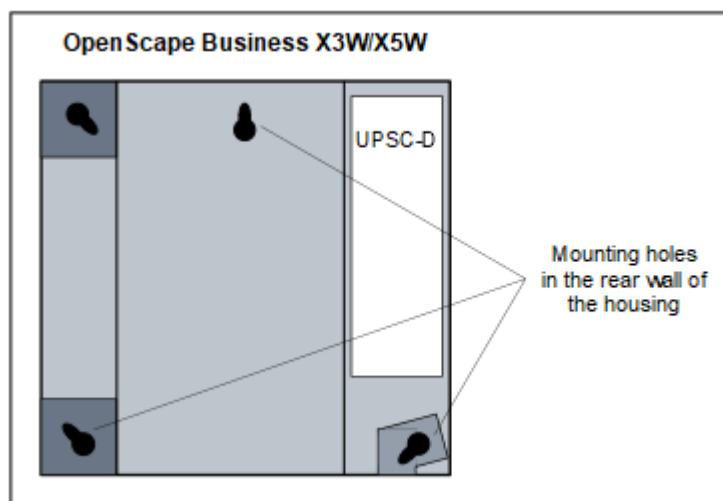 OpenScape Business X3W/X5W
UPSC-D
Mounting holes
in the rear wall of
the housing